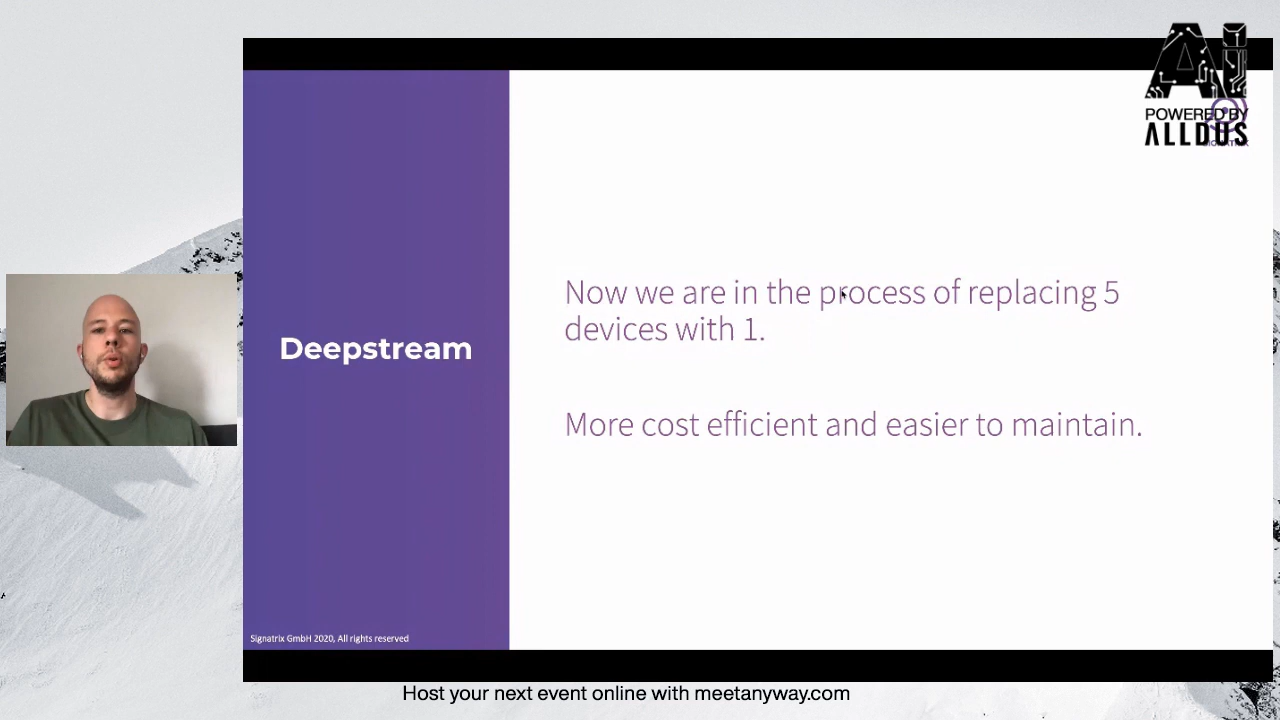 Ai
POWERED BY
ALLDUS
Deepstream
Now we are in the process of replacing 5
devices with 1.
More cost efficient and easier to maintain.
Signatrix GmbH 2020, All rights reserved
Host your next event online with meetanyway.com